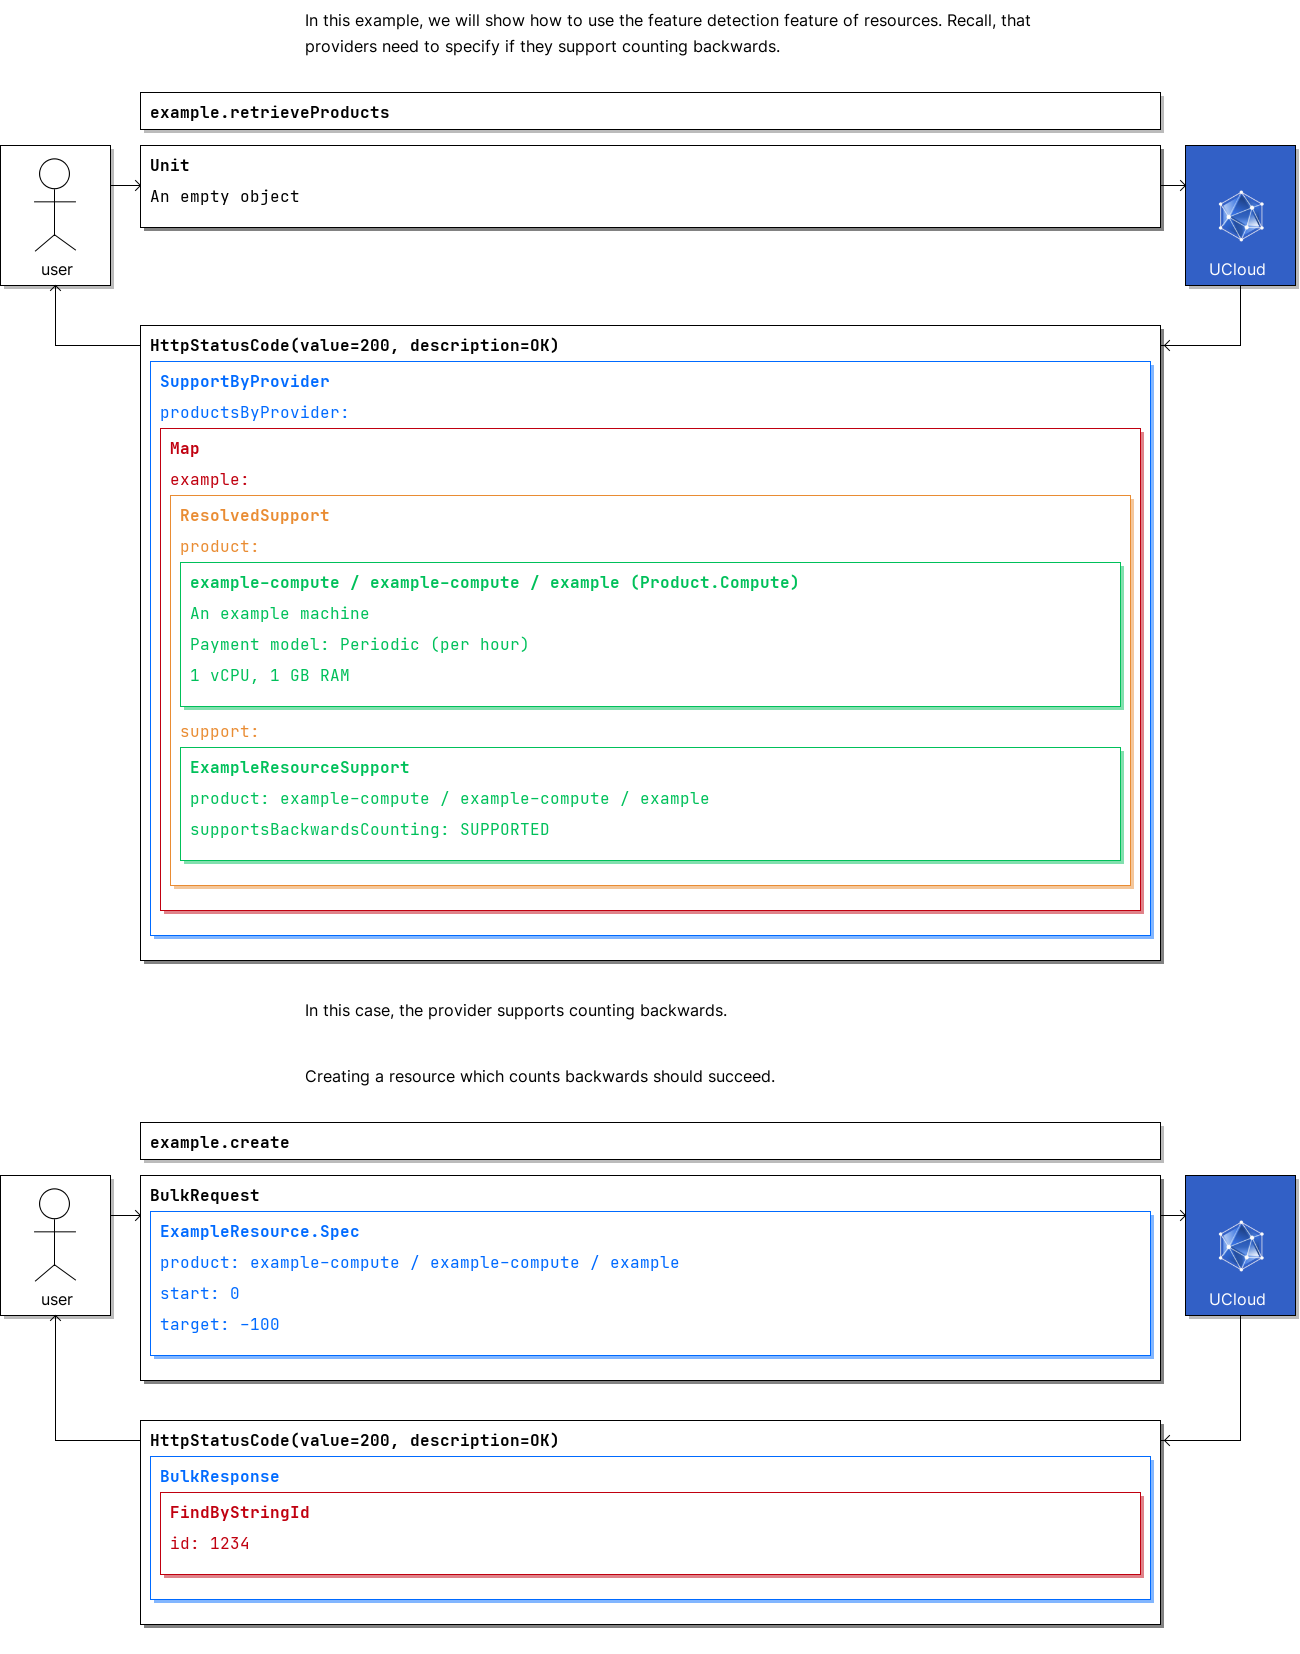 In this example, we will show how to use the feature detection feature of resources. Recall, that
providers need to specify if they support counting backwards.
example.retrieveProducts
Unit
An empty object
user
UCloud
HttpStatusCode(value=200, description=OK)
SupportByProvider
productsByProvider:
Map
example:
ResolvedSupport
product:
example-compute / example-compute / example (Product.Compute)
An example machine
Payment model: Periodic (per hour)
1 vCPU, 1 GB RAM
support:
ExampleResourceSupport
product: example-compute / example-compute / example
supportsBackwardsCounting: SUPPORTED
In this case, the provider supports counting backwards.
Creating a resource which counts backwards should succeed.
example.create
BulkRequest
ExampleResource.Spec
product: example-compute / example-compute / example
start: 0
target: -100
user
UCloud
HttpStatusCode(value=200, description=OK)
BulkResponse
FindByStringId
id: 1234